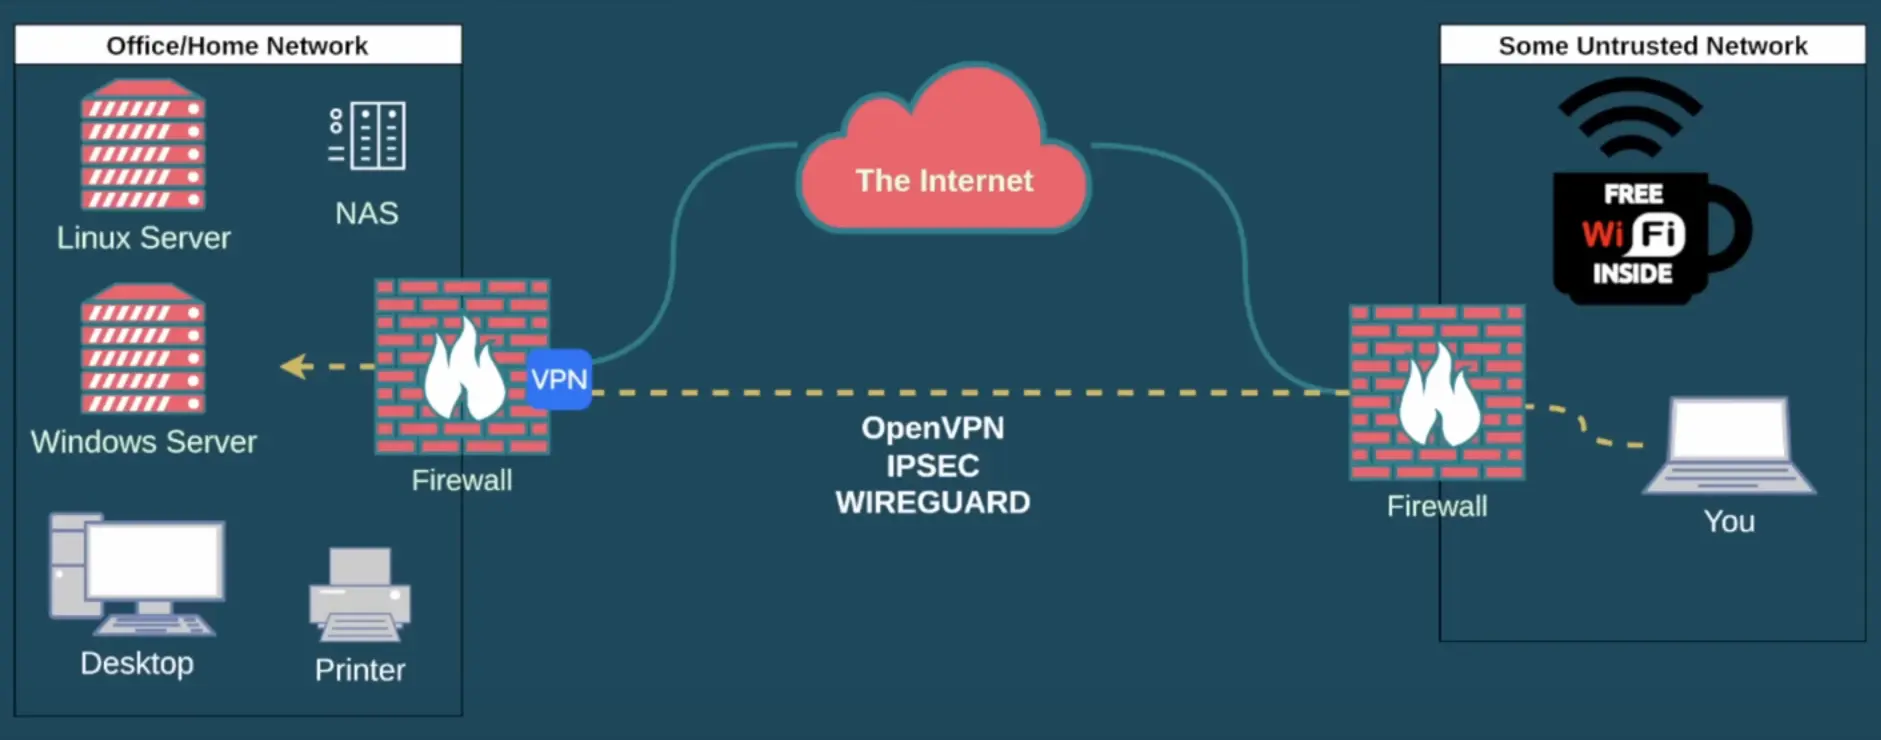 Office/Home Network
Linux Server
NAS
Windows Server
Firewall
VPN
Desktop
Printer
The Internet
OpenVPN
IPSEC
WIREGUARD
Some Untrusted Network
FREE
Wi Fi
INSIDE
Firewall
You